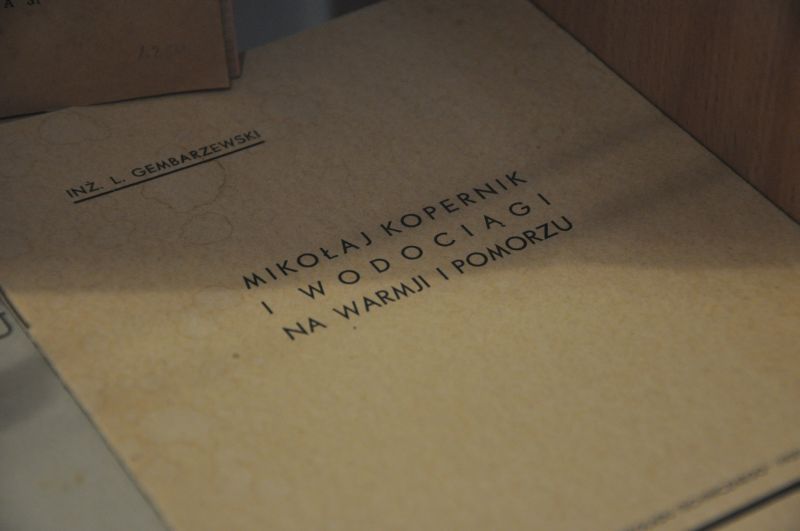 INŻ. L. GEMBARZEWSKI
MIKOŁAJ KOPERNIK
I WODOCIĄGI
NA WARMJI I POMORZU